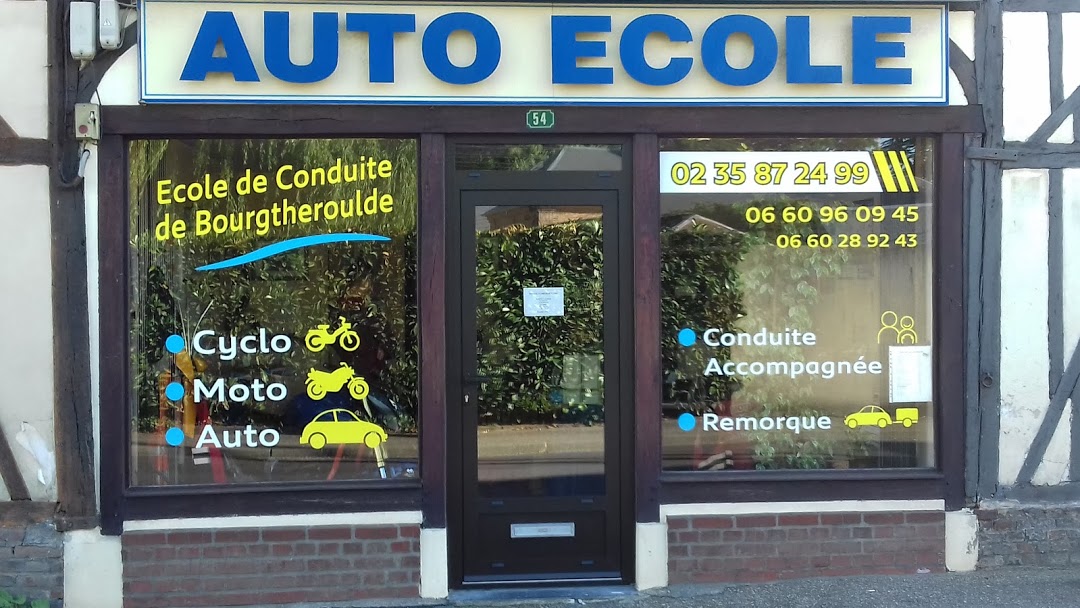 AUTO ECOLE
54
Ecole de Conduite
de Bourgtheroulde
Cyclo
Moto
Auto
02 35 87 24 99
06 60 96 09 45
06 60 28 92 43
Conduite
Accompagnée
Remorque